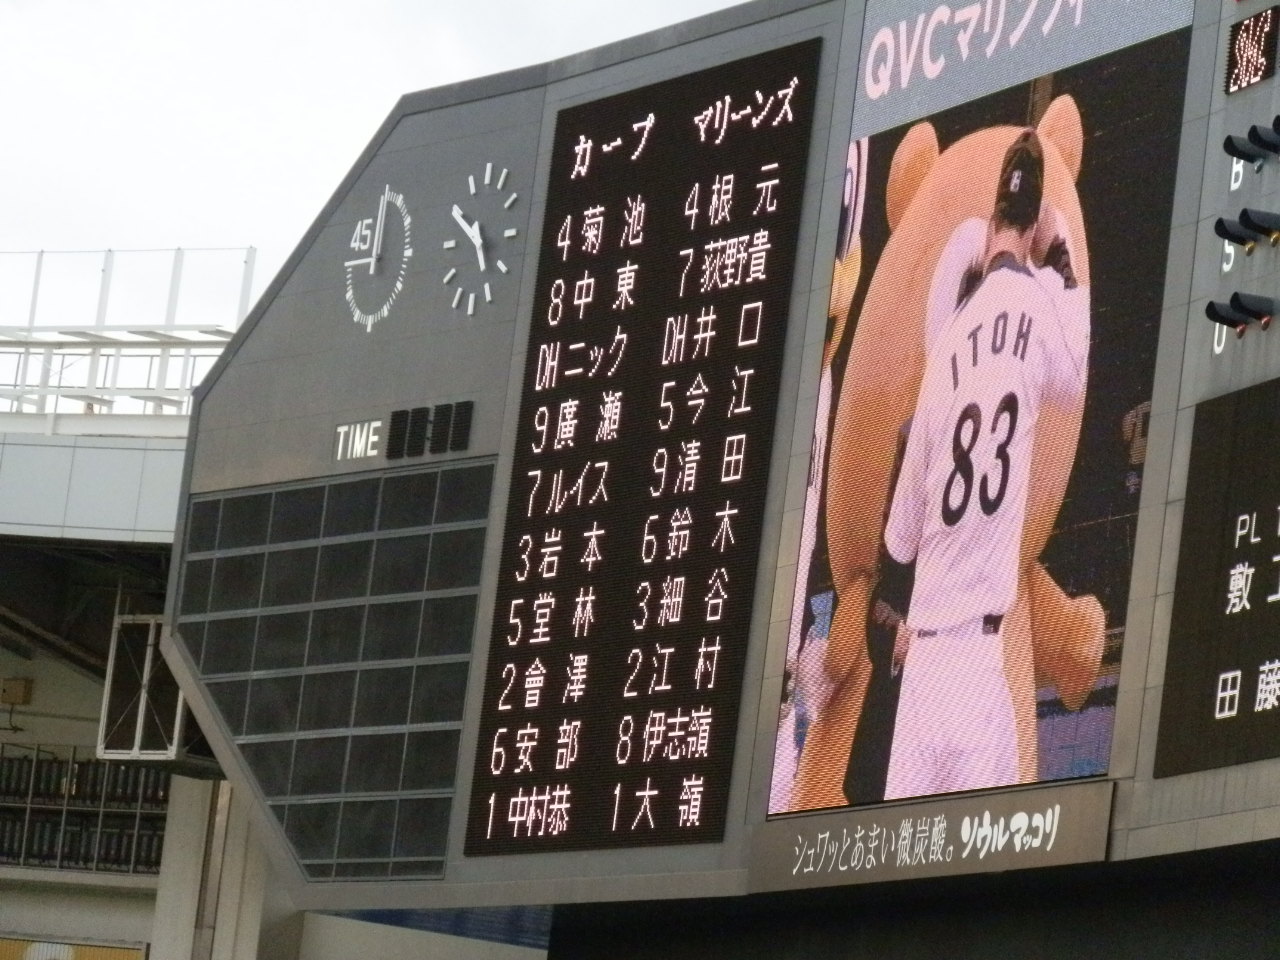 QVCマリンフィ
カープ マリーンズ
4 菊池 4 根元
8 中東 7 荻野貴
DH ニック DH 井口
9 廣瀬 5 今江
7 ルイス 9 清田
3 岩本 6 鈴木
5 堂林 3 細谷
2 會澤 2 江村
6 安部 8 伊志嶺
1 中村恭 1 大嶺
45
TIME
ITOH
83
B
S
O
PL
敷
田 藤
シュワッとあまい微炭酸。ソウルマッコリ